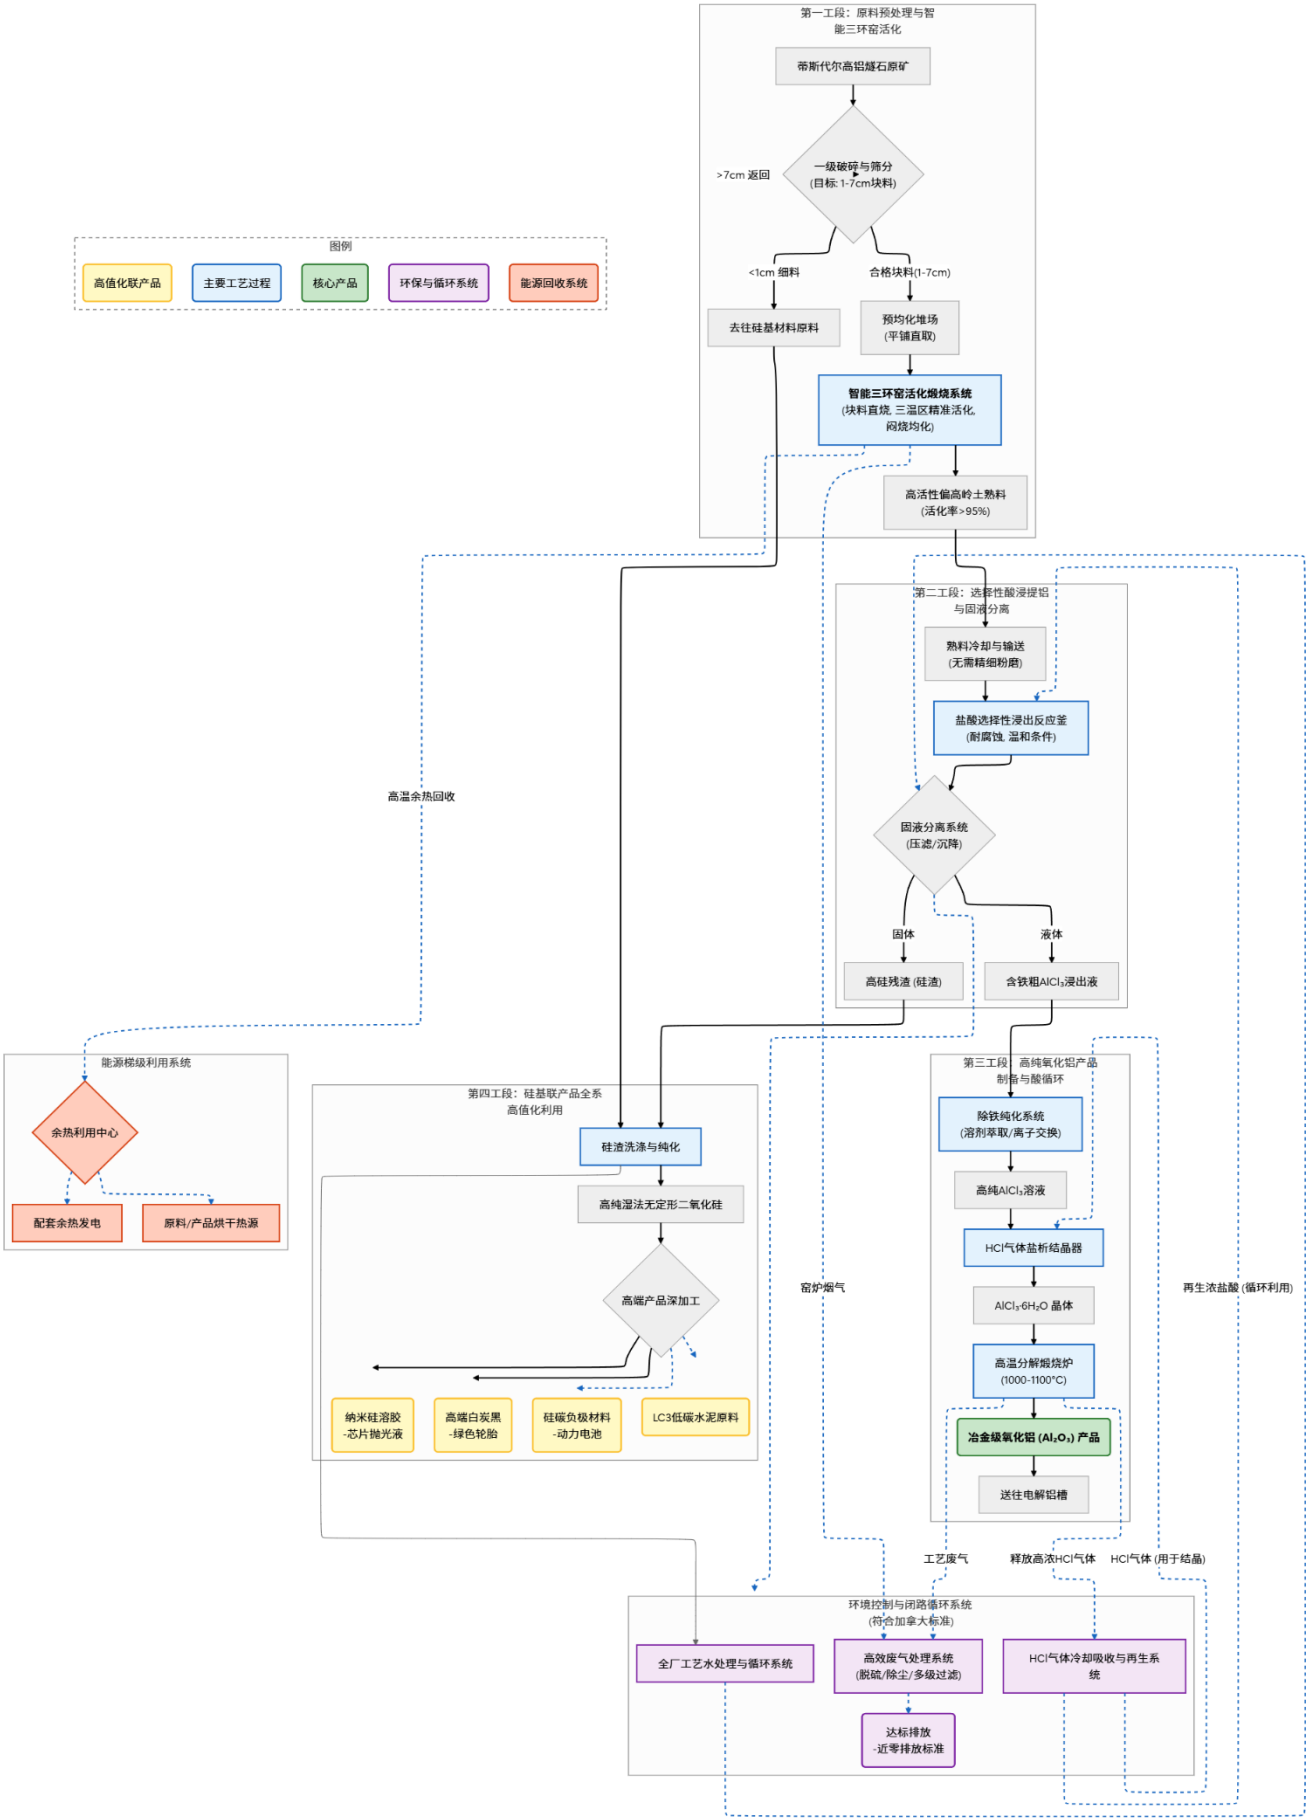 第一工段：原料预处理与智
能三环窑活化
蒂斯代尔高铝燧石原矿
一级破碎与筛分
(目标: 1-7cm块料)
>7cm 返回
<1cm 细料
合格块料(1-7cm)
去往硅基材料原料
预均化堆场
(平铺直取)
智能三环窑活化煅烧系统
(块料直烧, 三温区精准活化,
闷烧均化)
高活性偏高岭土熟料
(活化率>95%)
图例
高值化联产品
主要工艺过程
核心产品
环保与循环系统
能源回收系统
第二工段：选择性酸浸提铝
与固液分离
熟料冷却与输送
(无需精细粉磨)
盐酸选择性浸出反应釜
(耐腐蚀, 温和条件)
高温余热回收
固液分离系统
(压滤/沉降)
固体
液体
高硅残渣 (硅渣)
含铁粗AlCl₃浸出液
能源梯级利用系统
余热利用中心
配套余热发电
原料/产品烘干热源
第四工段：硅基联产品全系
高值化利用
硅渣洗涤与纯化
高纯湿法无定形二氧化硅
高端产品深加工
纳米硅溶胶
-芯片抛光液
高端白炭黑
-绿色轮胎
硅碳负极材料
-动力电池
LC3低碳水泥原料
第三工段：高纯氧化铝产品
制备与酸循环
除铁纯化系统
(溶剂萃取/离子交换)
高纯AlCl₃溶液
HCl气体盐析结晶器
AlCl₃·6H₂O 晶体
高温分解煅烧炉
(1000-1100°C)
冶金级氧化铝 (Al₂O₃) 产品
送往电解铝槽
窑炉烟气
再生浓盐酸 (循环利用)
工艺废气
释放高浓HCl气体
HCl气体 (用于结晶)
环境控制与闭路循环系统
(符合加拿大标准)
全厂工艺水处理与循环系统
高效废气处理系统
(脱硫/除尘/多级过滤)
HCl气体冷却吸收与再生系
统
达标排放
-近零排放标准